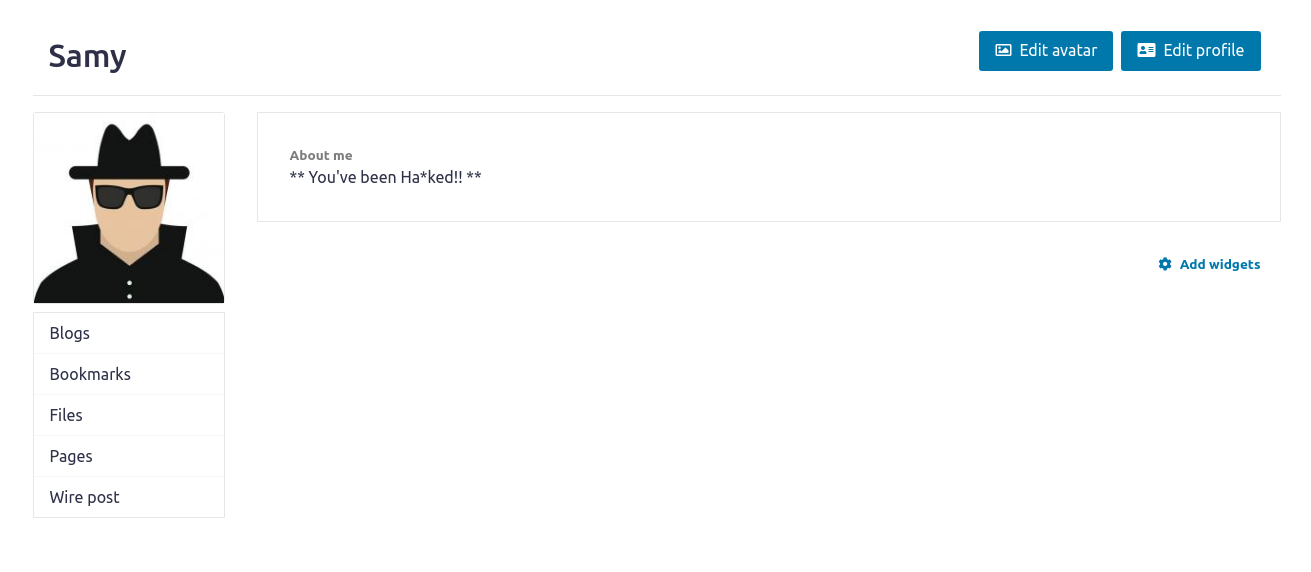 Samy
Edit avatar
Edit profile
About me
** You've been Ha*ked!! **
Add widgets
Blogs
Bookmarks
Files
Pages
Wire post